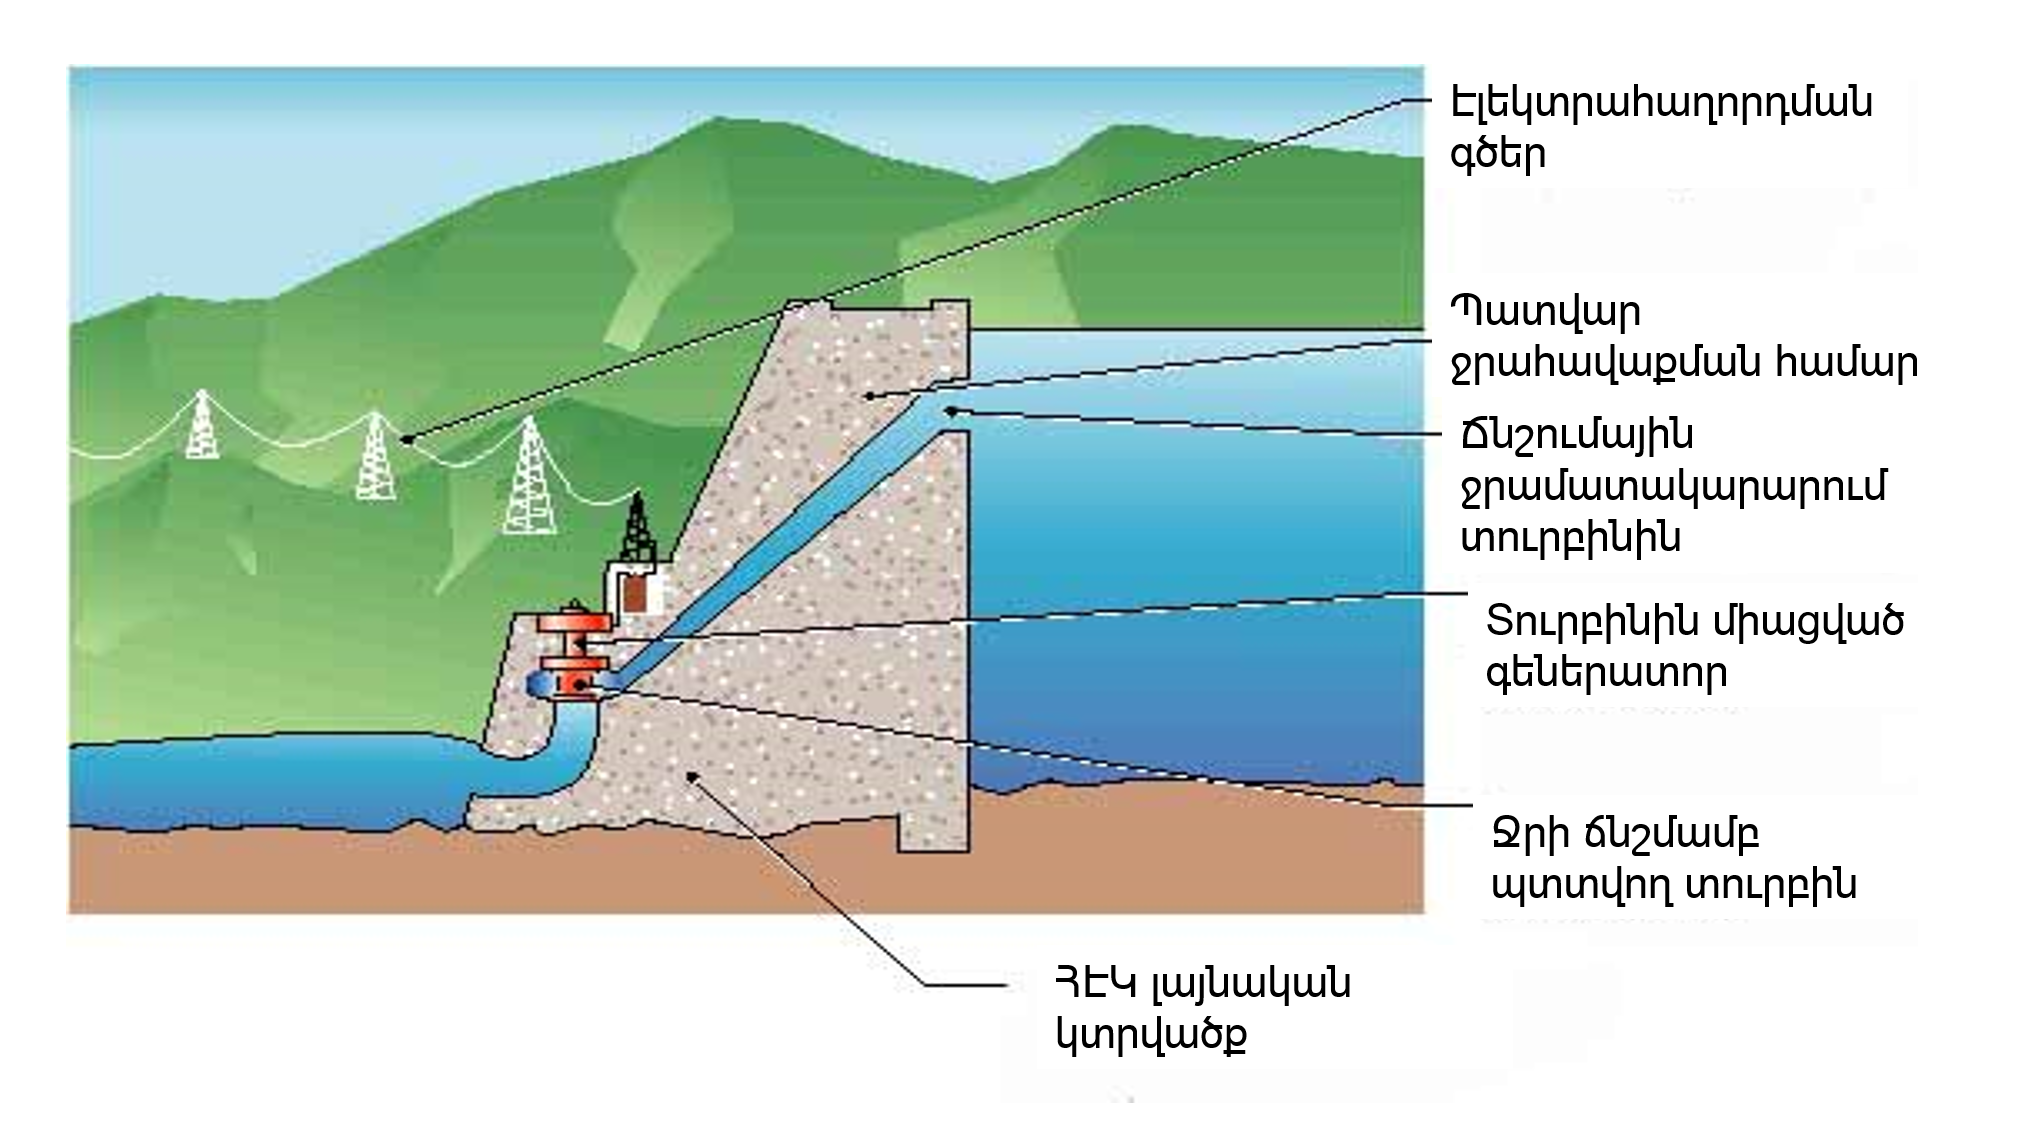 Էլեկտրահաղորդման
գծեր
Պատվար
ջրահավաքման համար
Ճնշումային
ջրամատակարարում
տուրբինին
Տուրբինին միացված
գեներատոր
Ջրի ճնշմամբ
պտտվող տուրբին
ՀԷԿ լայնական
կտրվածք